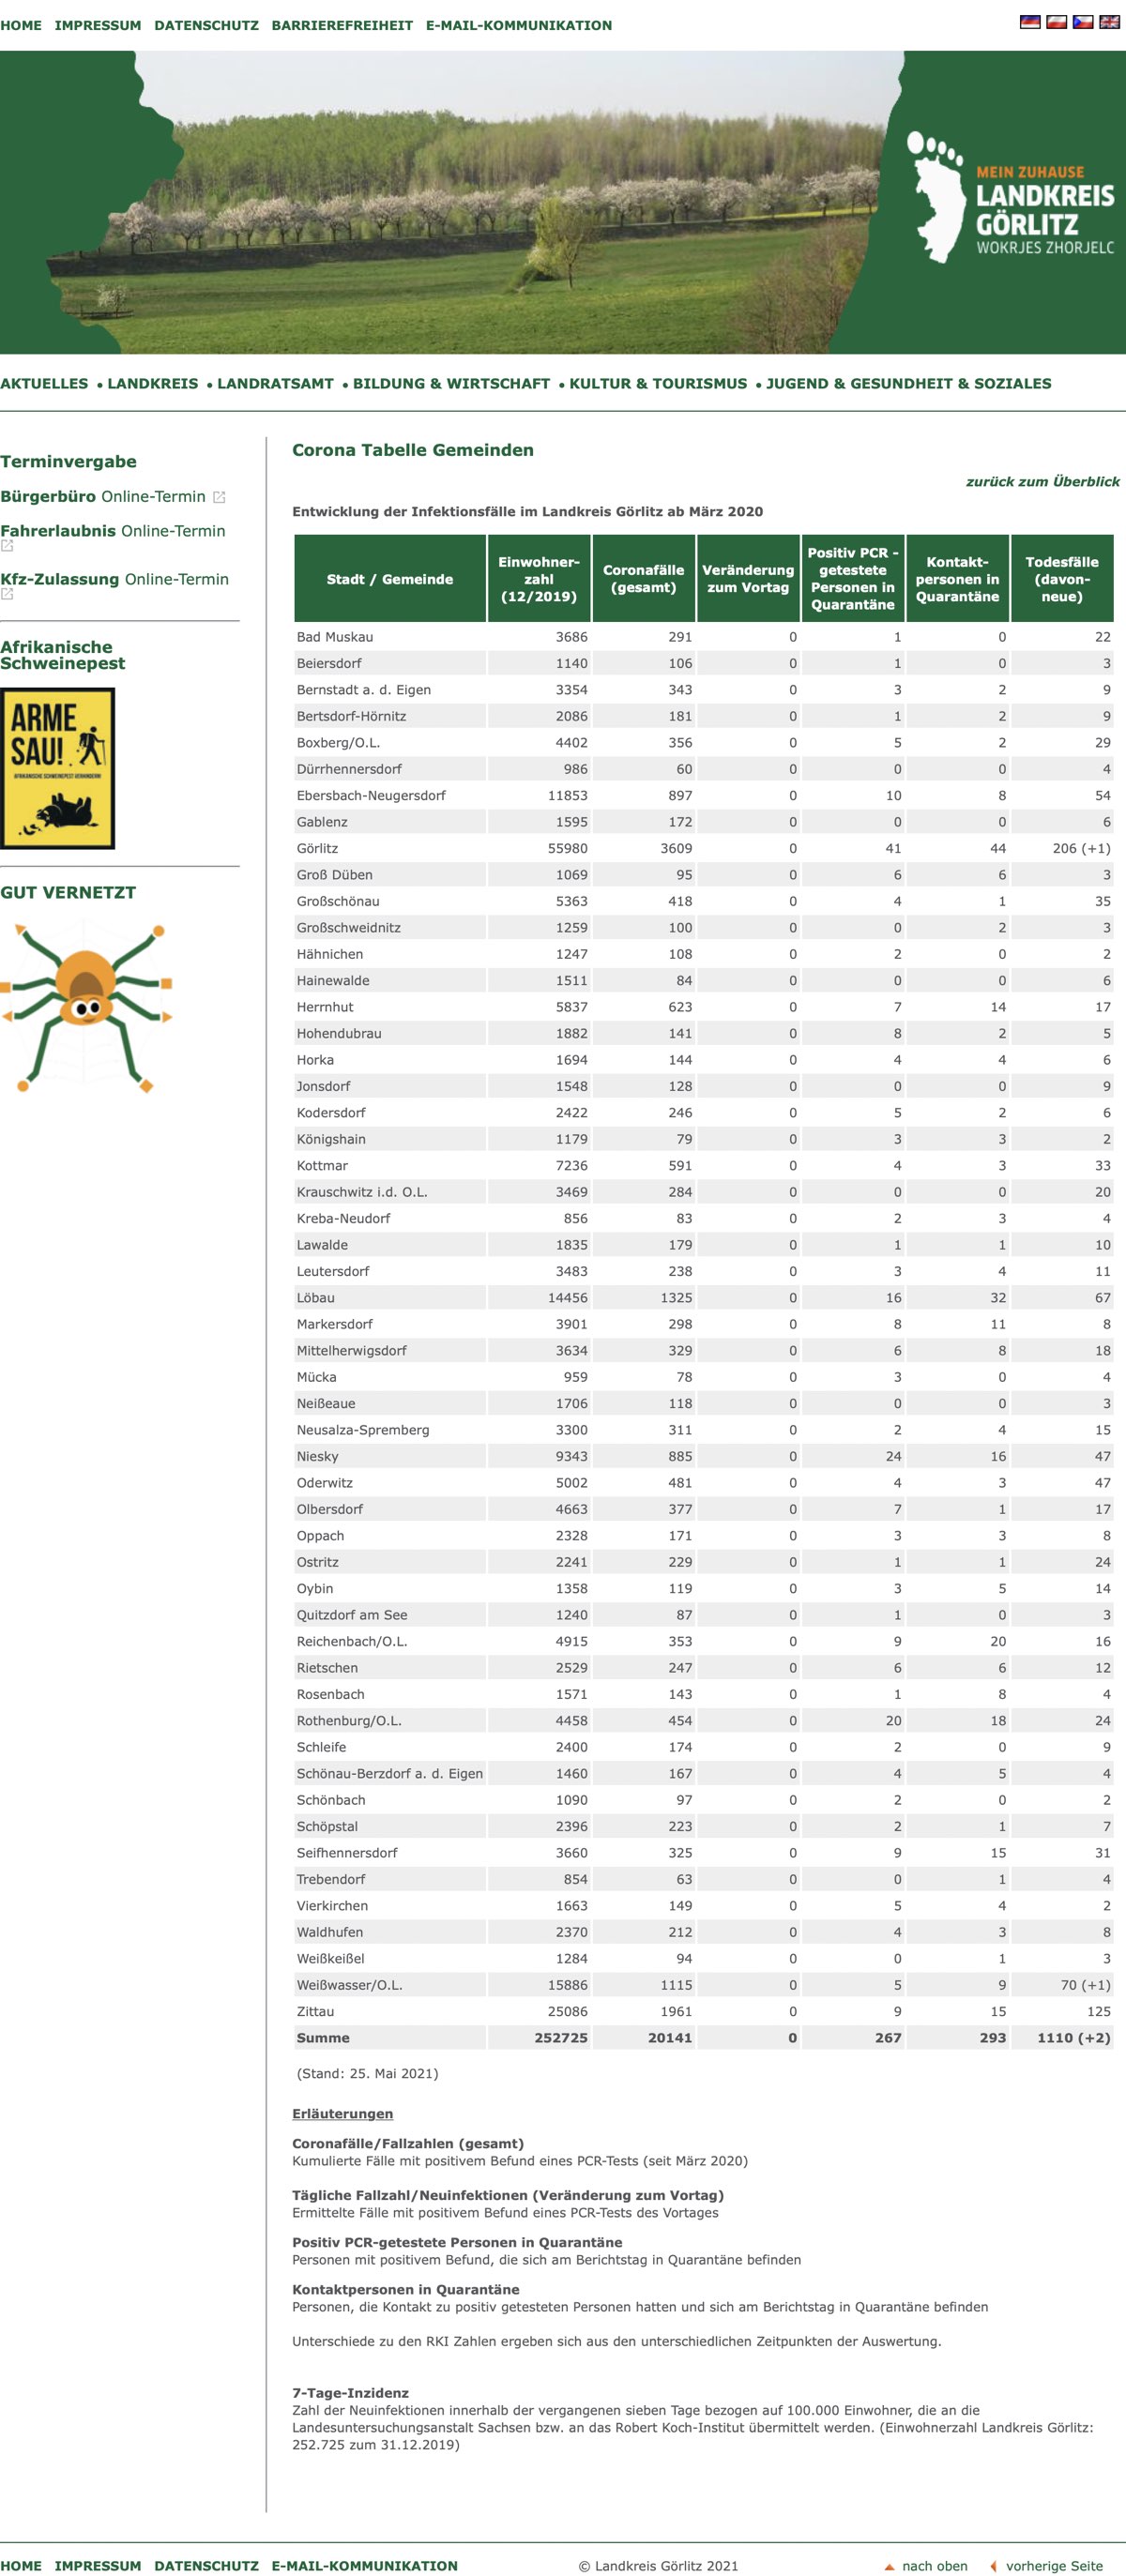 HOME IMPRESSUM DATENSCHUTZ BARRIEREFREIHEIT E-MAIL-KOMMUNIKATION
MEIN ZUHAUSE
LANDKREIS
GÖRLITZ
WOKRJES ZHORJELC
AKTUELLES • LANDKREIS • LANDRATSAMT • BILDUNG & WIRTSCHAFT • KULTUR & TOURISMUS • JUGEND & GESUNDHEIT & SOZIALES
Terminvergabe
Bürgerbüro Online-Termin
Fahrerlaubnis Online-Termin
Kfz-Zulassung Online-Termin
Afrikanische
Schweinepest
ARME
SAU!
AFRIKANISCHE SCHWEINEPEST VERHINDERN!
GUT VERNETZT
Corona Tabelle Gemeinden
zurück zum Überblick
Entwicklung der Infektionsfälle im Landkreis Görlitz ab März 2020
Stadt / Gemeinde Einwohner-zahl (12/2019) Coronafälle (gesamt) Veränderung zum Vortag Positiv PCR - getestete Personen in Quarantäne Kontakt-personen in Quarantäne Todesfälle (davon-neue)
Bad Muskau 3686 291 0 1 0 22
Beiersdorf 1140 106 0 1 0 3
Bernstadt a. d. Eigen 3354 343 0 3 2 9
Bertsdorf-Hörnitz 2086 181 0 1 2 9
Boxberg/O.L. 4402 356 0 5 2 29
Dürrhennersdorf 986 60 0 0 0 4
Ebersbach-Neugersdorf 11853 897 0 10 8 54
Gablenz 1595 172 0 0 0 6
Görlitz 55980 3609 0 41 44 206 (+1)
Groß Düben 1069 95 0 6 6 3
Großschönau 5363 418 0 4 1 35
Großschweidnitz 1259 100 0 0 2 3
Hähnichen 1247 108 0 2 0 2
Hainewalde 1511 84 0 0 0 6
Herrnhut 5837 623 0 7 14 17
Hohendubrau 1882 141 0 8 2 5
Horka 1694 144 0 4 4 6
Jonsdorf 1548 128 0 0 0 9
Kodersdorf 2422 246 0 5 2 6
Königshain 1179 79 0 3 3 2
Kottmar 7236 591 0 4 3 33
Krauschwitz i.d. O.L. 3469 284 0 0 0 20
Kreba-Neudorf 856 83 0 2 3 4
Lawalde 1835 179 0 1 1 10
Leutersdorf 3483 238 0 3 4 11
Löbau 14456 1325 0 16 32 67
Markersdorf 3901 298 0 8 11 8
Mittelherwigsdorf 3634 329 0 6 8 18
Mücka 959 78 0 3 0 4
Neißeaue 1706 118 0 0 0 3
Neusalza-Spremberg 3300 311 0 2 4 15
Niesky 9343 885 0 24 16 47
Oderwitz 5002 481 0 4 3 47
Olbersdorf 4663 377 0 7 1 17
Oppach 2328 171 0 3 3 8
Ostritz 2241 229 0 1 1 24
Oybin 1358 119 0 3 5 14
Quitzdorf am See 1240 87 0 1 0 3
Reichenbach/O.L. 4915 353 0 9 20 16
Rietschen 2529 247 0 6 6 12
Rosenbach 1571 143 0 1 8 4
Rothenburg/O.L. 4458 454 0 20 18 24
Schleife 2400 174 0 2 0 9
Schönau-Berzdorf a. d. Eigen 1460 167 0 4 5 4
Schönbach 1090 97 0 2 0 2
Schöpstal 2396 223 0 2 1 7
Seifhennersdorf 3660 325 0 9 15 31
Trebendorf 854 63 0 0 1 4
Vierkirchen 1663 149 0 5 4 2
Waldhufen 2370 212 0 4 3 8
Weißkeißel 1284 94 0 0 1 3
Weißwasser/O.L. 15886 1115 0 5 9 70 (+1)
Zittau 25086 1961 0 9 15 125
Summe 252725 20141 0 267 293 1110 (+2)
(Stand: 25. Mai 2021)
Erläuterungen
Coronafälle/Fallzahlen (gesamt)
Kumulierte Fälle mit positivem Befund eines PCR-Tests (seit März 2020)
Tägliche Fallzahl/Neuinfektionen (Veränderung zum Vortag)
Ermittelte Fälle mit positivem Befund eines PCR-Tests des Vortages
Positiv PCR-getestete Personen in Quarantäne
Personen mit positivem Befund, die sich am Berichtstag in Quarantäne befinden
Kontaktpersonen in Quarantäne
Personen, die Kontakt zu positiv getesteten Personen hatten und sich am Berichtstag in Quarantäne befinden
Unterschiede zu den RKI Zahlen ergeben sich aus den unterschiedlichen Zeitpunkten der Auswertung.
7-Tage-Inzidenz
Zahl der Neuinfektionen innerhalb der vergangenen sieben Tage bezogen auf 100.000 Einwohner, die an die
Landesuntersuchungsanstalt Sachsen bzw. an das Robert Koch-Institut übermittelt werden. (Einwohnerzahl Landkreis Görlitz:
252.725 zum 31.12.2019)
HOME IMPRESSUM DATENSCHUTZ E-MAIL-KOMMUNIKATION © Landkreis Görlitz 2021 nach oben vorherige Seite